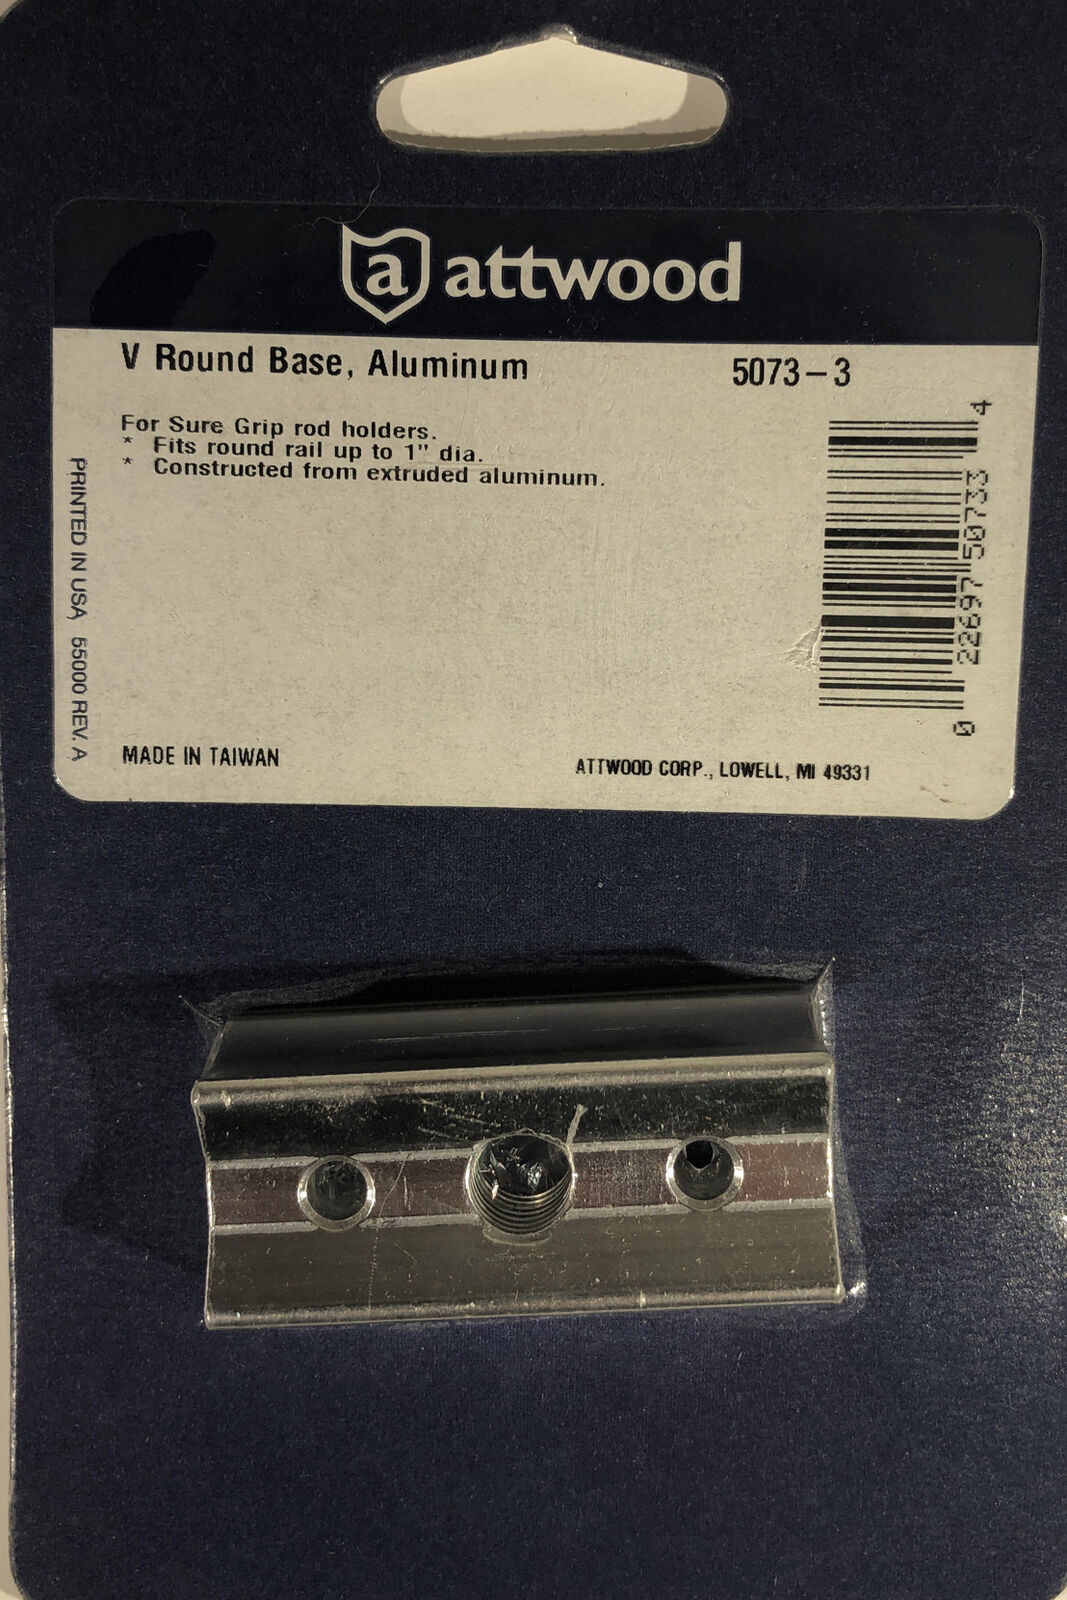 a attwood
V Round Base, Aluminum 5073-3
For Sure Grip rod holders.
* Fits round rail up to 1" dia.
* Constructed from extruded aluminum.
PRINTED IN USA 55000 REV. A
0 22697 50733 4
MADE IN TAIWAN
ATTWOOD CORP., LOWELL, MI 49331